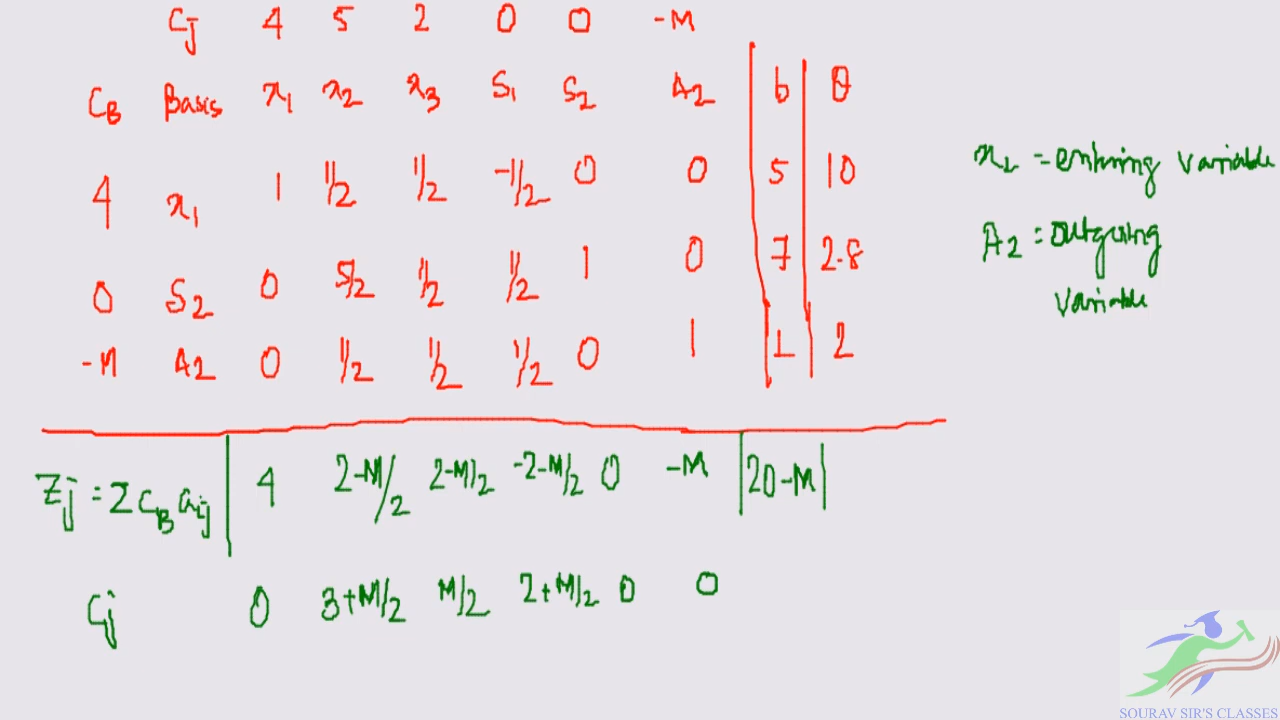 Cj 4 5 2 0 0 -M
CB Basis x1 x2 x3 S1 S2 A2 b θ
4 x1 1 1/2 1/2 -1/2 0 0 5 10
0 S2 0 5/2 1/2 1/2 1 0 7 2.8
-M A2 0 1/2 1/2 1/2 0 1 1 2
Zj = Σ CB aij 4 2-M/2 2-M/2 -2-M/2 0 -M 20-M
Cj 0 3+M/2 M/2 2+M/2 0 0
x2 = entring variable
A2 = outgoing
variable
SOURAV SIR'S CLASSES